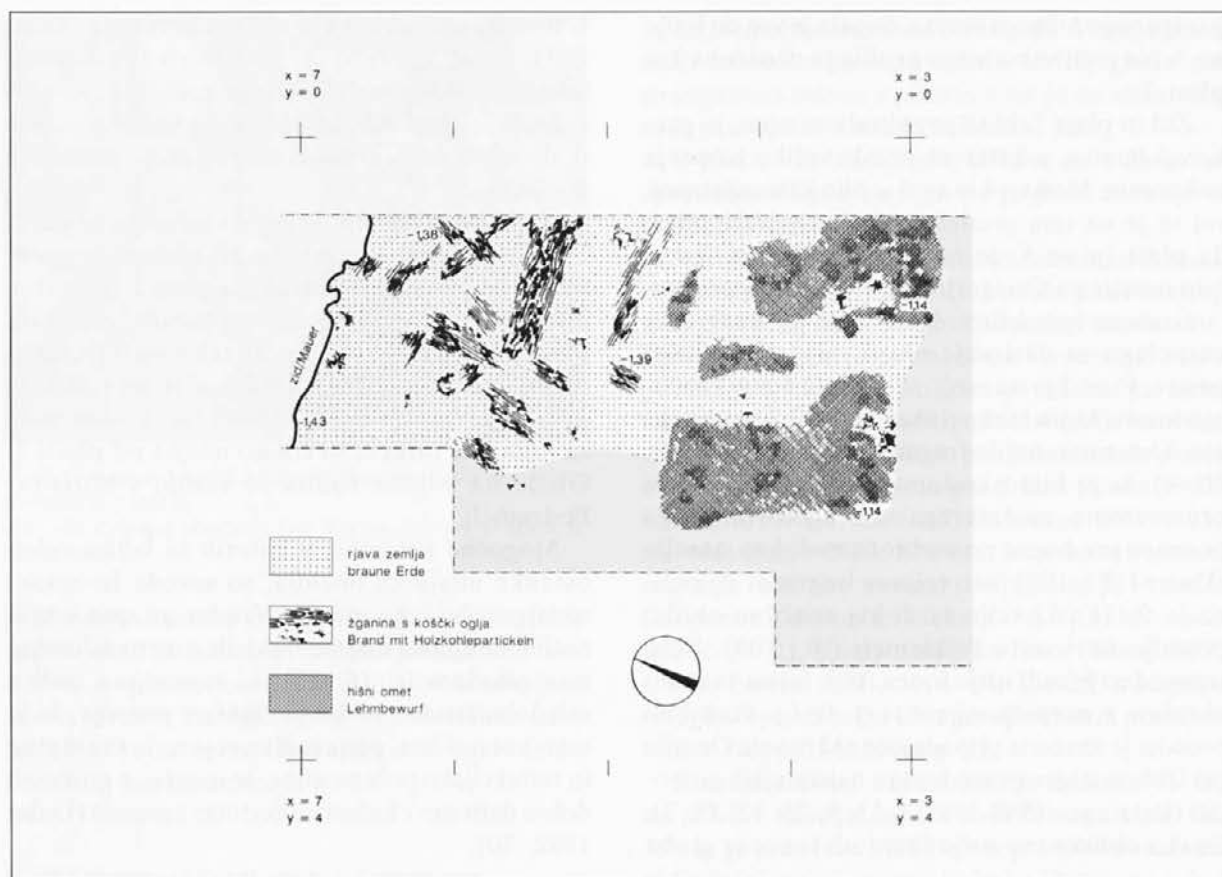 x = 7
y = 0
x = 3
y = 0
-1,38
-1,14
zid/Mauer
-1,39
-1,43
-1,14
rjava zemlja
braune Erde
žganina s koščki oglja
Brand mit Holzkohlepartickeln
hišni omet
Lehmbewurf
x = 7
y = 4
x = 3
y = 4